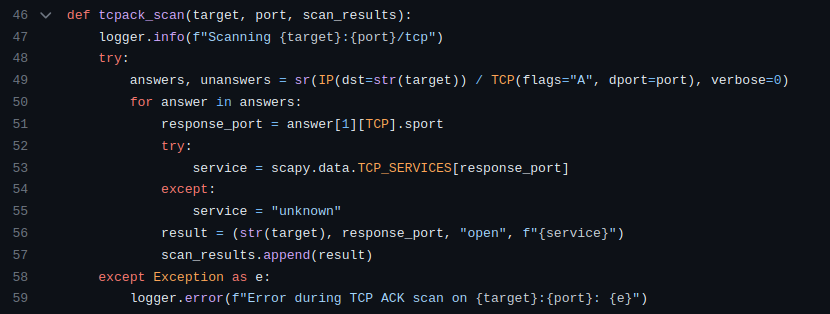 46 def tcpack_scan(target, port, scan_results):
47     logger.info(f"Scanning {target}:{port}/tcp")
48     try:
49         answers, unanswers = sr(IP(dst=str(target)) / TCP(flags="A", dport=port), verbose=0)
50         for answer in answers:
51             response_port = answer[1][TCP].sport
52             try:
53                 service = scapy.data.TCP_SERVICES[response_port]
54             except:
55                 service = "unknown"
56             result = (str(target), response_port, "open", f"{service}")
57             scan_results.append(result)
58     except Exception as e:
59         logger.error(f"Error during TCP ACK scan on {target}:{port}: {e}")